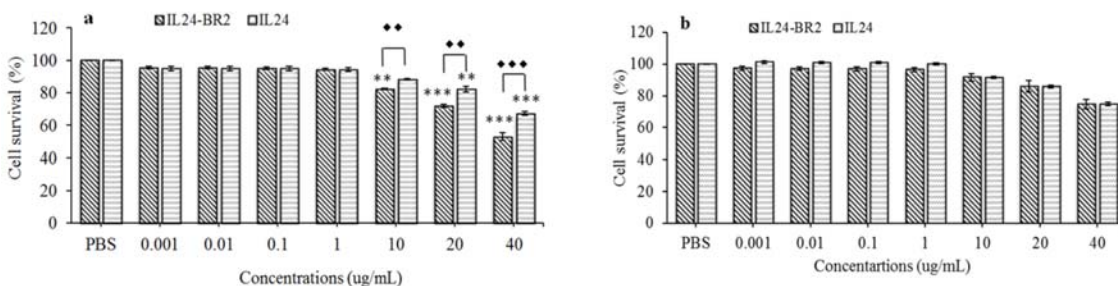 a
IL24-BR2 IL24
120
100
80
60
40
20
0
Cell survival (%)
** *** ** *** ***
PBS 0.001 0.01 0.1 1 10 20 40
Concentrations (ug/mL)
b
IL24-BR2 IL24
120
100
80
60
40
20
0
Cell survival (%)
PBS 0.001 0.01 0.1 1 10 20 40
Concentartions (ug/mL)